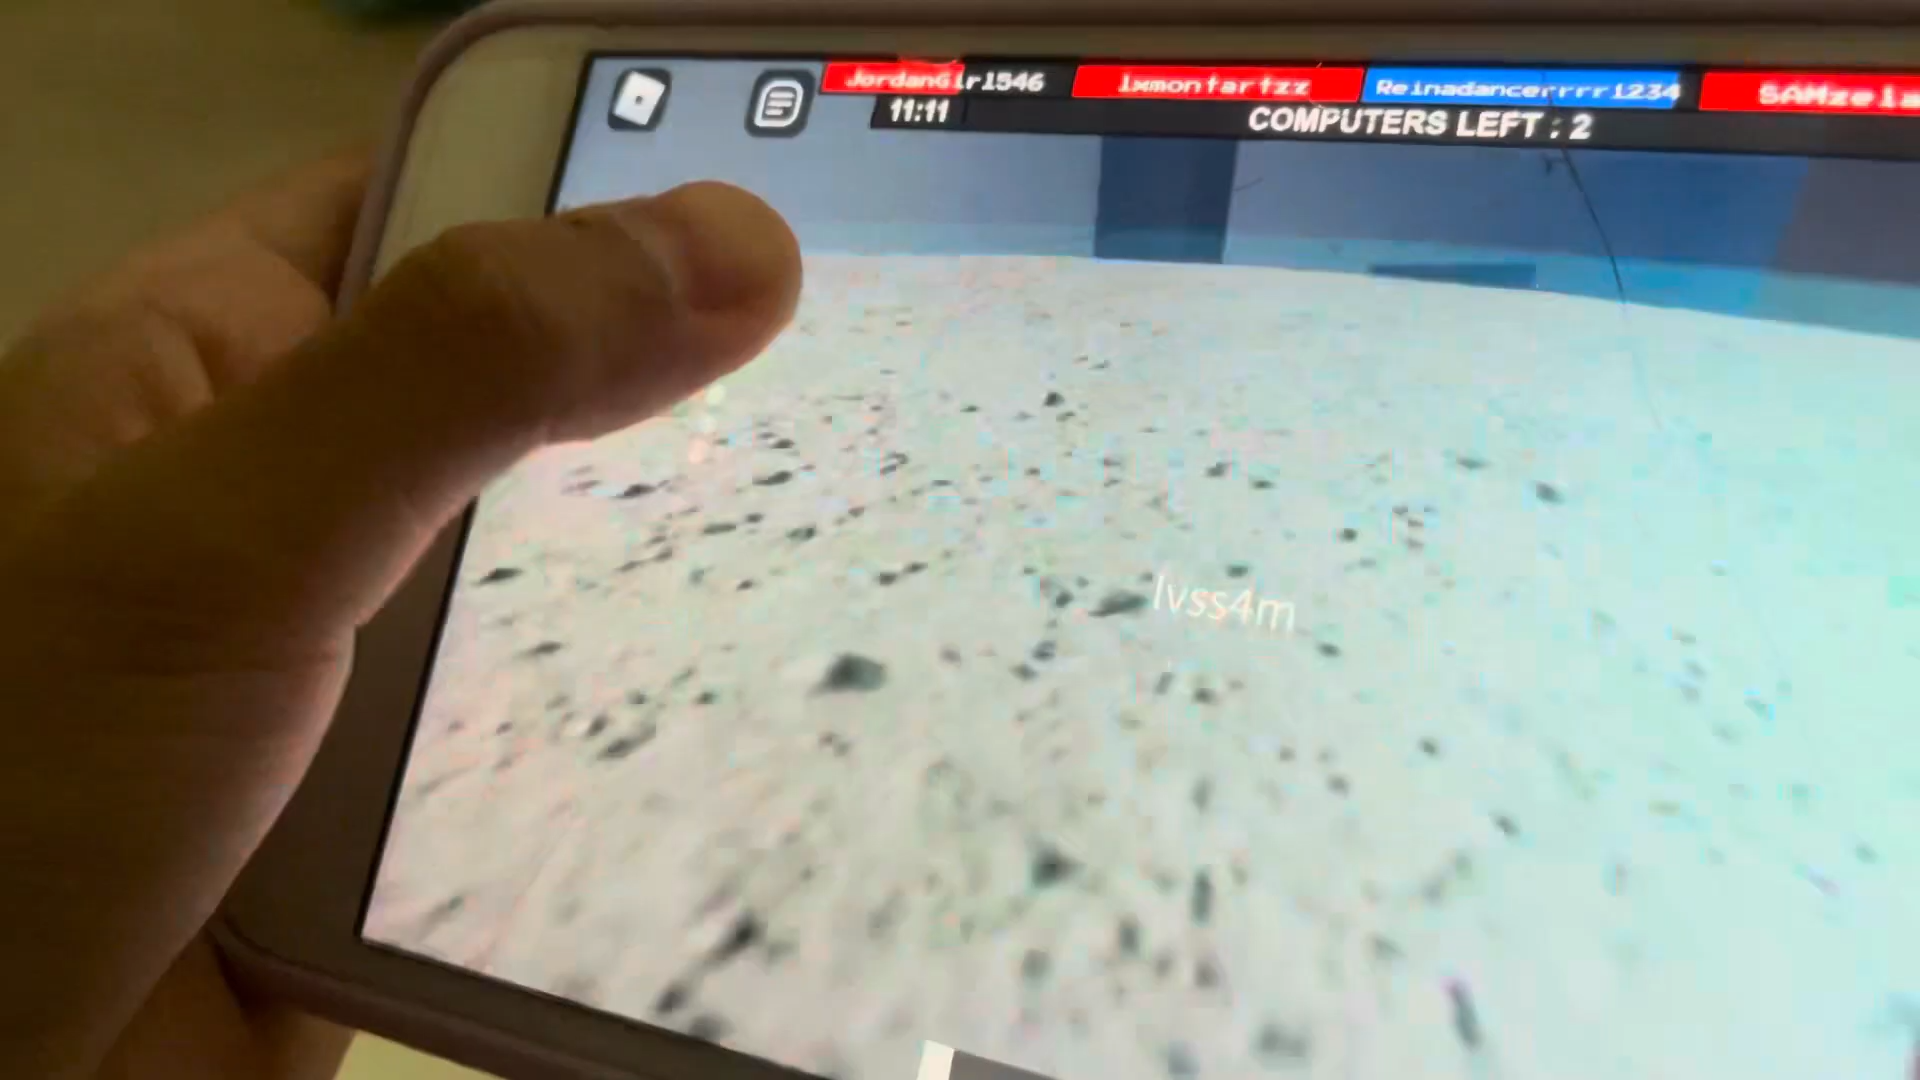 JordanGirl546 lxmontartzz Reinadancerrrr1234
11:11
COMPUTERS LEFT : 2
lvss4m